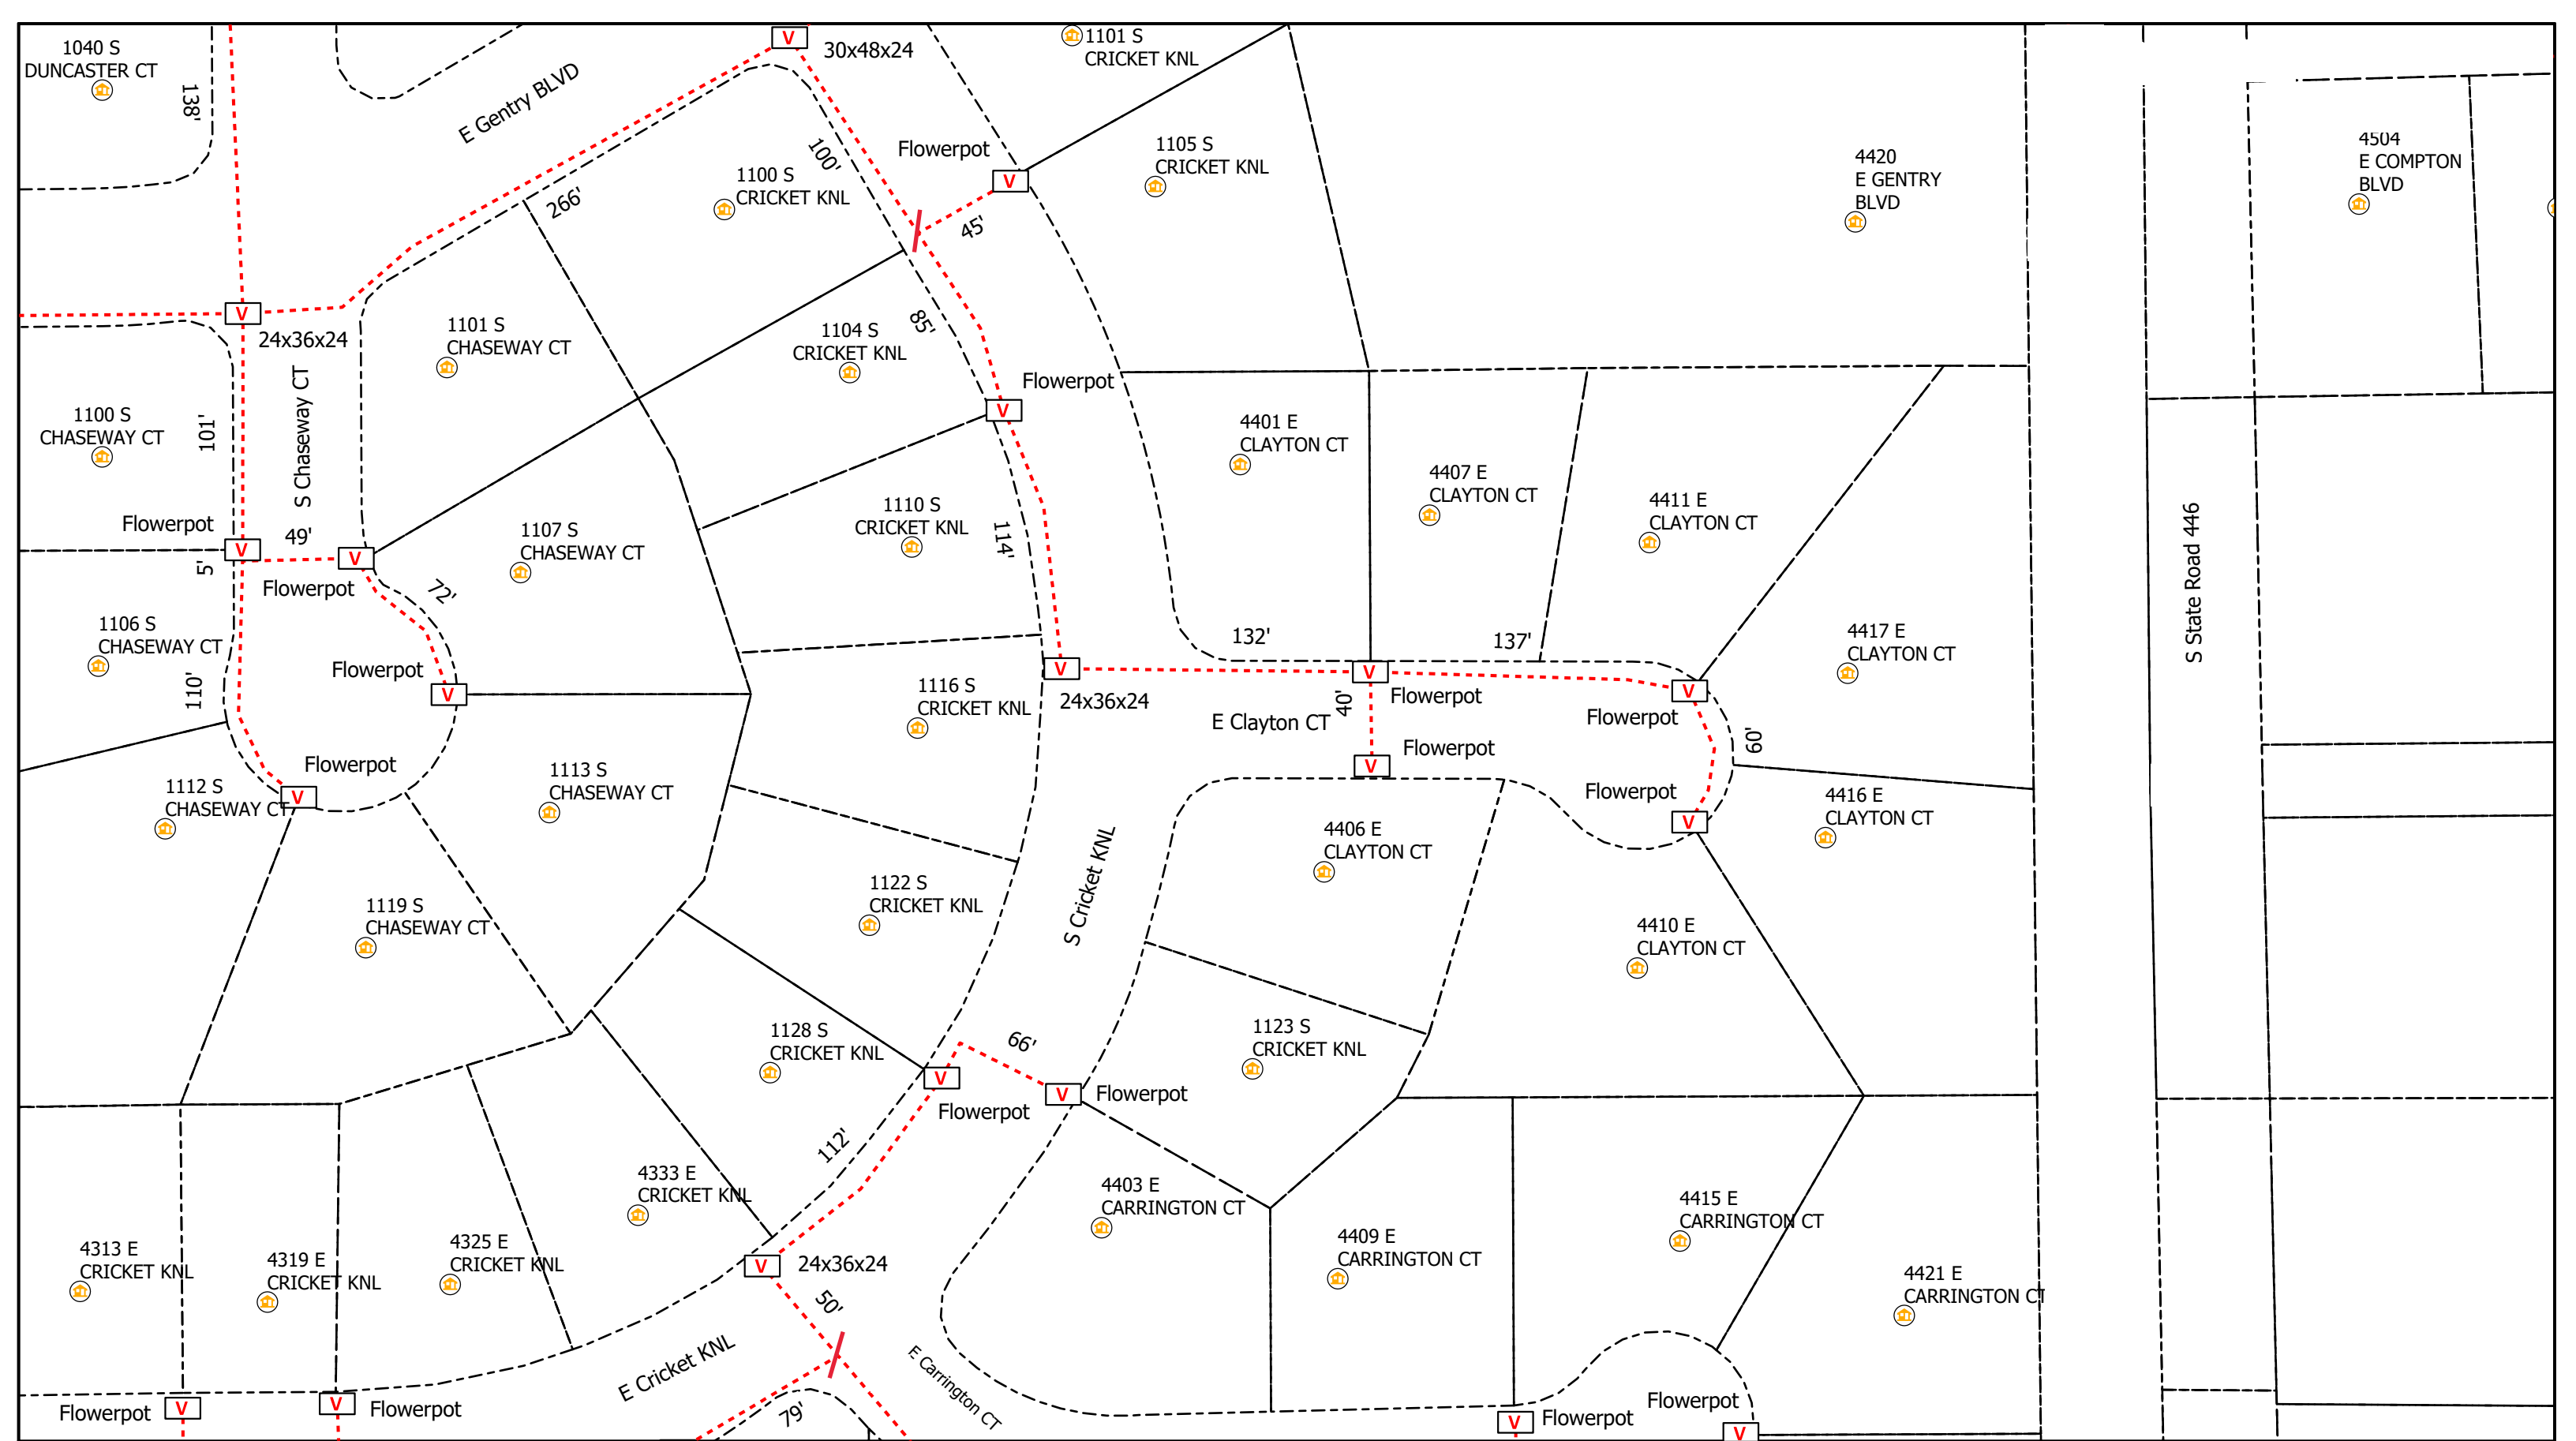 1040 S
DUNCASTER CT
138'
E Gentry BLVD
V
30x48x24
1101 S
CRICKET KNL
100'
Flowerpot
V
45'
1105 S
CRICKET KNL
4420
E GENTRY
BLVD
4504
E COMPTON
BLVD
1100 S
CRICKET KNL
266'
V
24x36x24
1101 S
CHASEWAY CT
1104 S
CRICKET KNL
85'
Flowerpot
V
S Chaseway CT
1100 S
CHASEWAY CT
101'
4401 E
CLAYTON CT
4407 E
CLAYTON CT
4411 E
CLAYTON CT
S State Road 446
Flowerpot
V
49'
V
5'
Flowerpot
72'
1107 S
CHASEWAY CT
1110 S
CRICKET KNL
114'
1106 S
CHASEWAY CT
110'
Flowerpot
V
132'
137'
4417 E
CLAYTON CT
1116 S
CRICKET KNL
V
24x36x24
E Clayton CT
V
40'
Flowerpot
V
Flowerpot
60'
Flowerpot
V
Flowerpot
V
Flowerpot
V
1112 S
CHASEWAY CT
1113 S
CHASEWAY CT
4406 E
CLAYTON CT
4416 E
CLAYTON CT
1119 S
CHASEWAY CT
1122 S
CRICKET KNL
S Cricket KNL
4410 E
CLAYTON CT
1128 S
CRICKET KNL
66'
V
Flowerpot
V
Flowerpot
1123 S
CRICKET KNL
112'
4333 E
CRICKET KNL
4403 E
CARRINGTON CT
4415 E
CARRINGTON CT
4313 E
CRICKET KNL
4319 E
CRICKET KNL
4325 E
CRICKET KNL
V
24x36x24
50'
4409 E
CARRINGTON CT
4421 E
CARRINGTON CT
E Cricket KNL
E Carrington CT
Flowerpot
V
V
Flowerpot
79'
V
Flowerpot
Flowerpot
V